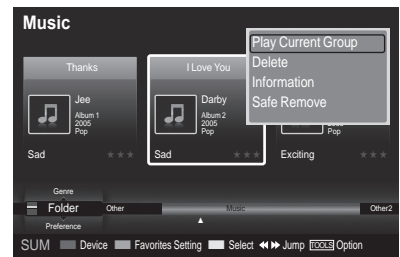 Music
Play Current Group
Delete
Information
Safe Remove
Thanks
I Love You
Jee
Album 1
2005
Pop
Darby
Album 2
2005
Pop
Pop
Sad
Sad
Exciting
Genre
Folder
Preference
Other
Music
Other2
SUM Device Favorites Setting Select Jump TOOLS Option